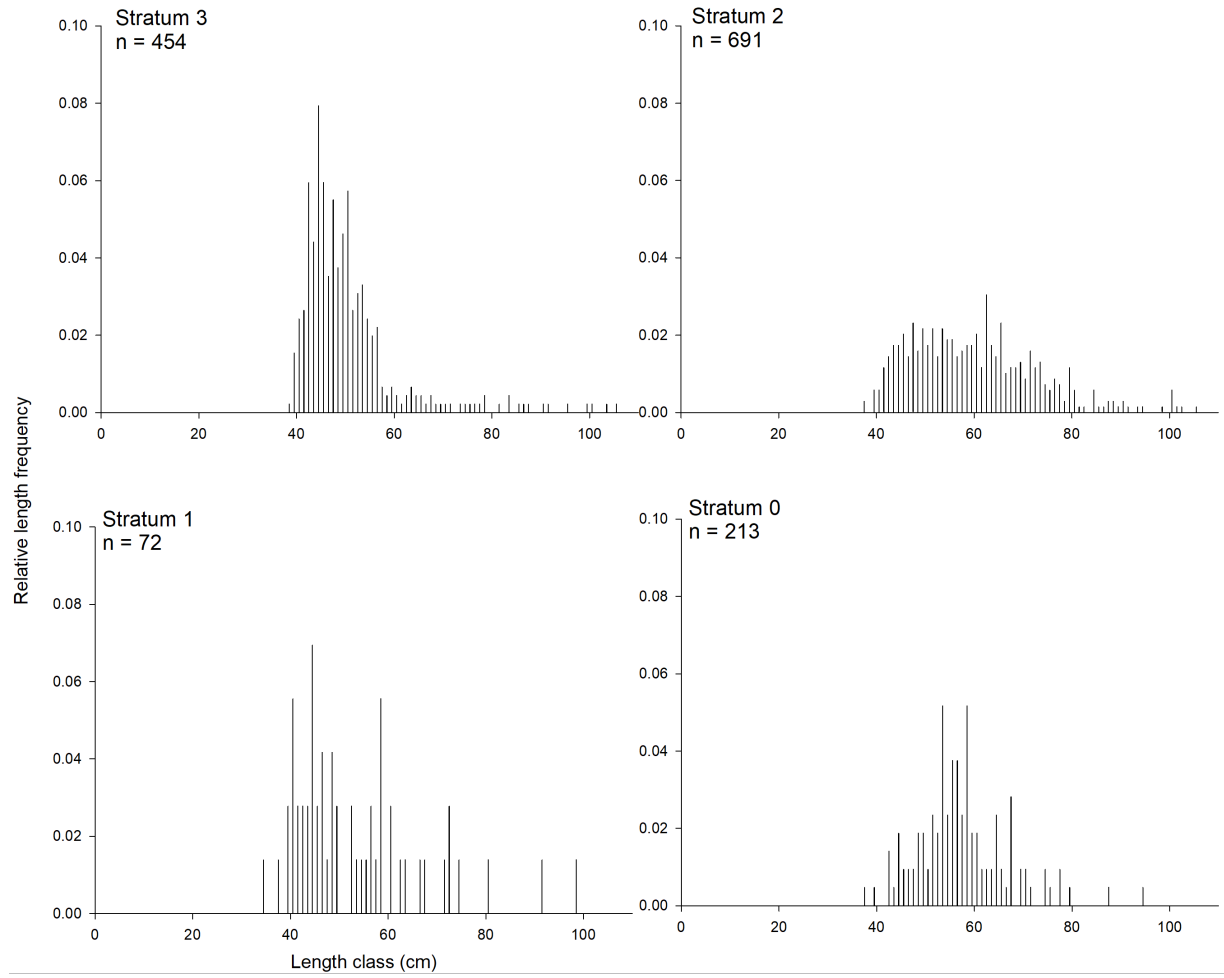 Stratum 3
n = 454
0.10
0.08
0.06
0.04
0.02
0.00
0 20 40 60 80 100
Stratum 2
n = 691
0.10
0.08
0.06
0.04
0.02
0.00
0 20 40 60 80 100
Relative length frequency
Stratum 1
n = 72
0.10
0.08
0.06
0.04
0.02
0.00
0 20 40 60 80 100
Length class (cm)
Stratum 0
n = 213
0.10
0.08
0.06
0.04
0.02
0.00
0 20 40 60 80 100